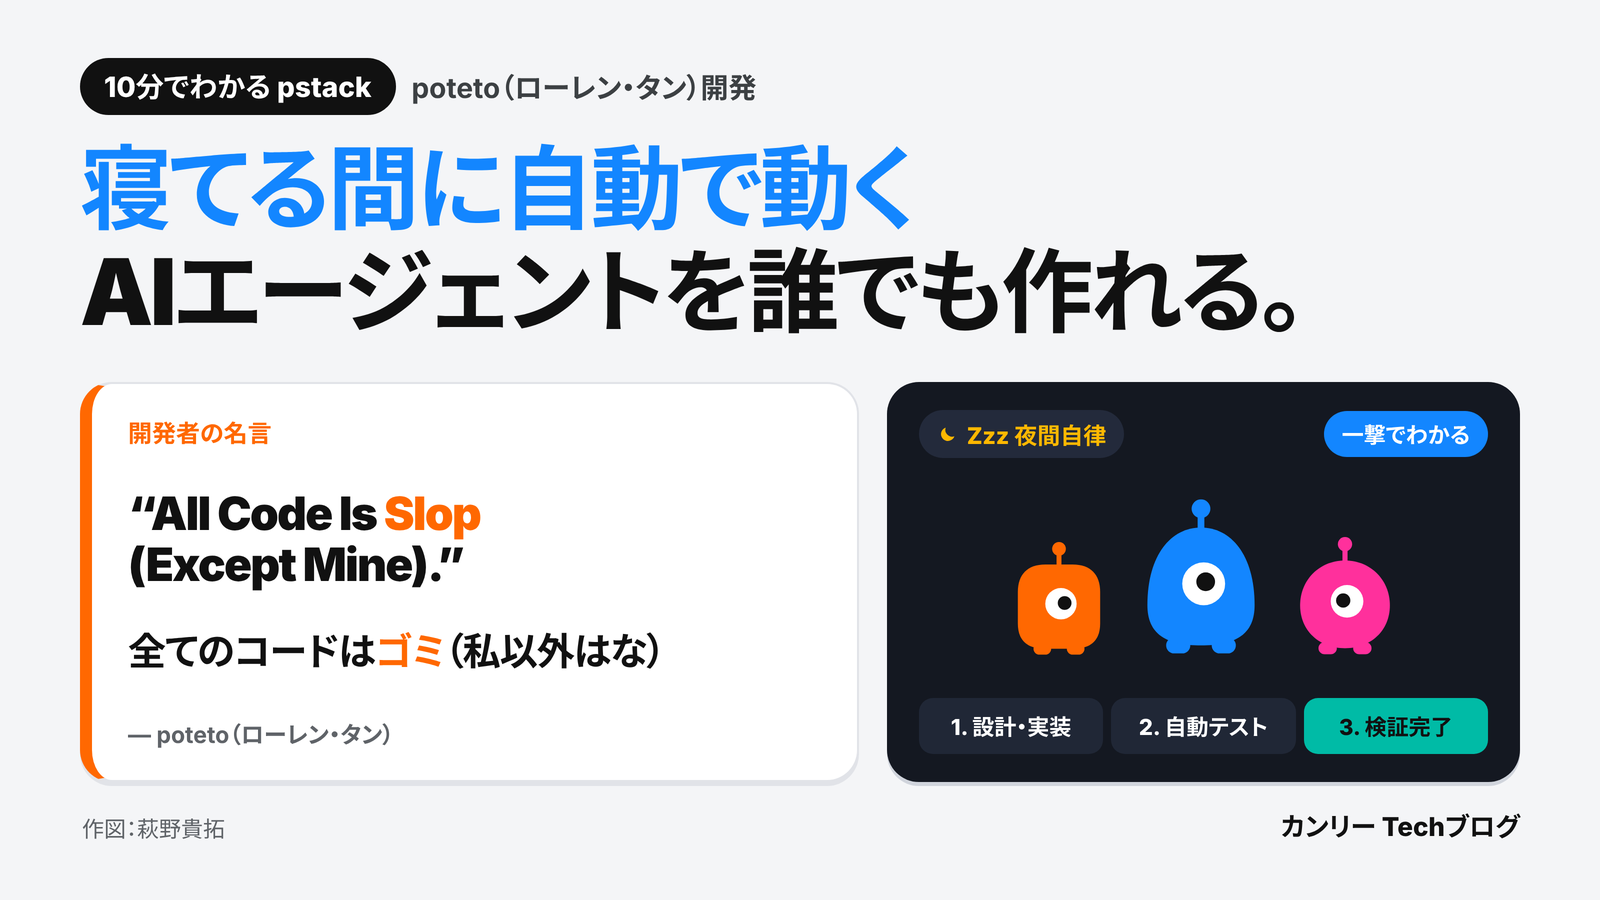 10分でわかる pstack
poteto（ローレン・タン）開発
寝てる間に自動で動く
AIエージェントを誰でも作れる。
開発者の名言
“All Code Is Slop
(Except Mine).”
全てのコードはゴミ（私以外はな）
— poteto（ローレン・タン）
Zzz 夜間自律
一撃でわかる
1. 設計・実装
2. 自動テスト
3. 検証完了
作図：萩野貴拓
カンリー Techブログ